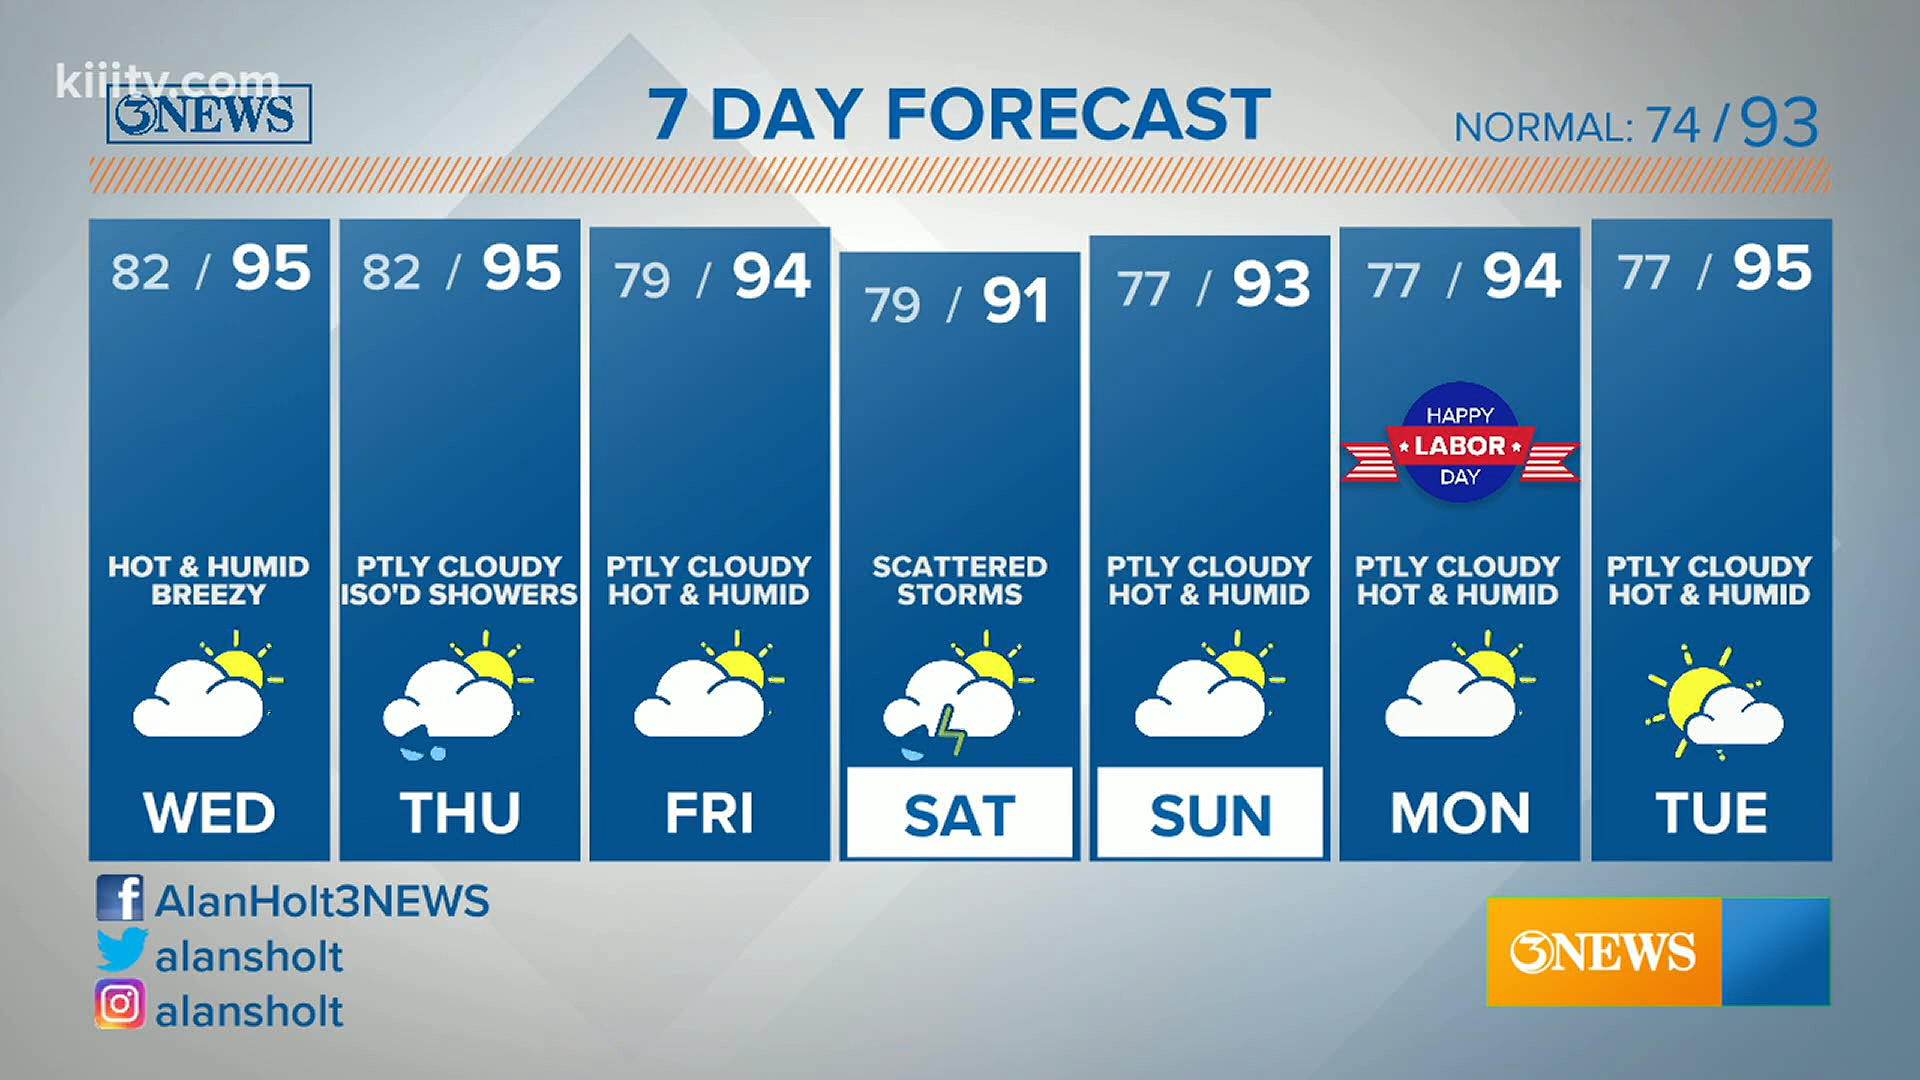 kiiitv.com
3NEWS
7 DAY FORECAST
NORMAL: 74 / 93
82 / 95
HOT & HUMID
BREEZY
WED
82 / 95
PTLY CLOUDY
ISO'D SHOWERS
THU
79 / 94
PTLY CLOUDY
HOT & HUMID
FRI
79 / 91
SCATTERED
STORMS
SAT
77 / 93
PTLY CLOUDY
HOT & HUMID
SUN
77 / 94
HAPPY
LABOR
DAY
PTLY CLOUDY
HOT & HUMID
MON
77 / 95
PTLY CLOUDY
HOT & HUMID
TUE
AlanHolt3NEWS
alansholt
alansholt
3NEWS